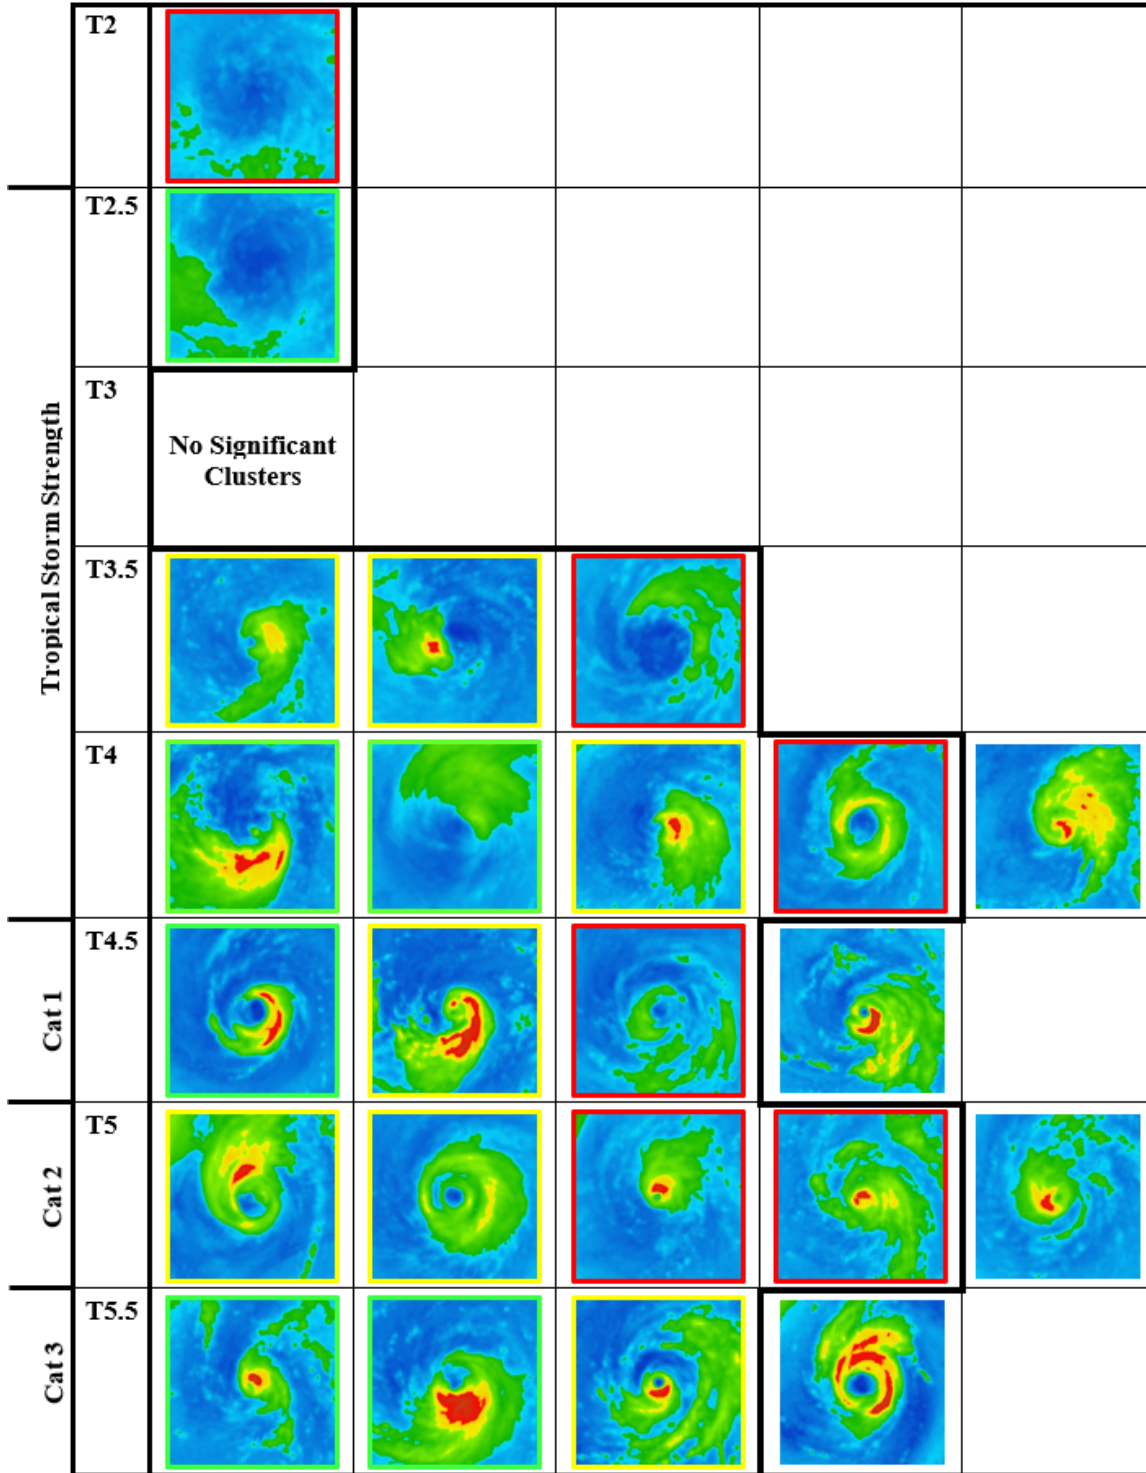 T2
T2.5
T3
No Significant
Clusters
Tropical Storm Strength
T3.5
T4
T4.5
Cat 1
T5
Cat 2
T5.5
Cat 3